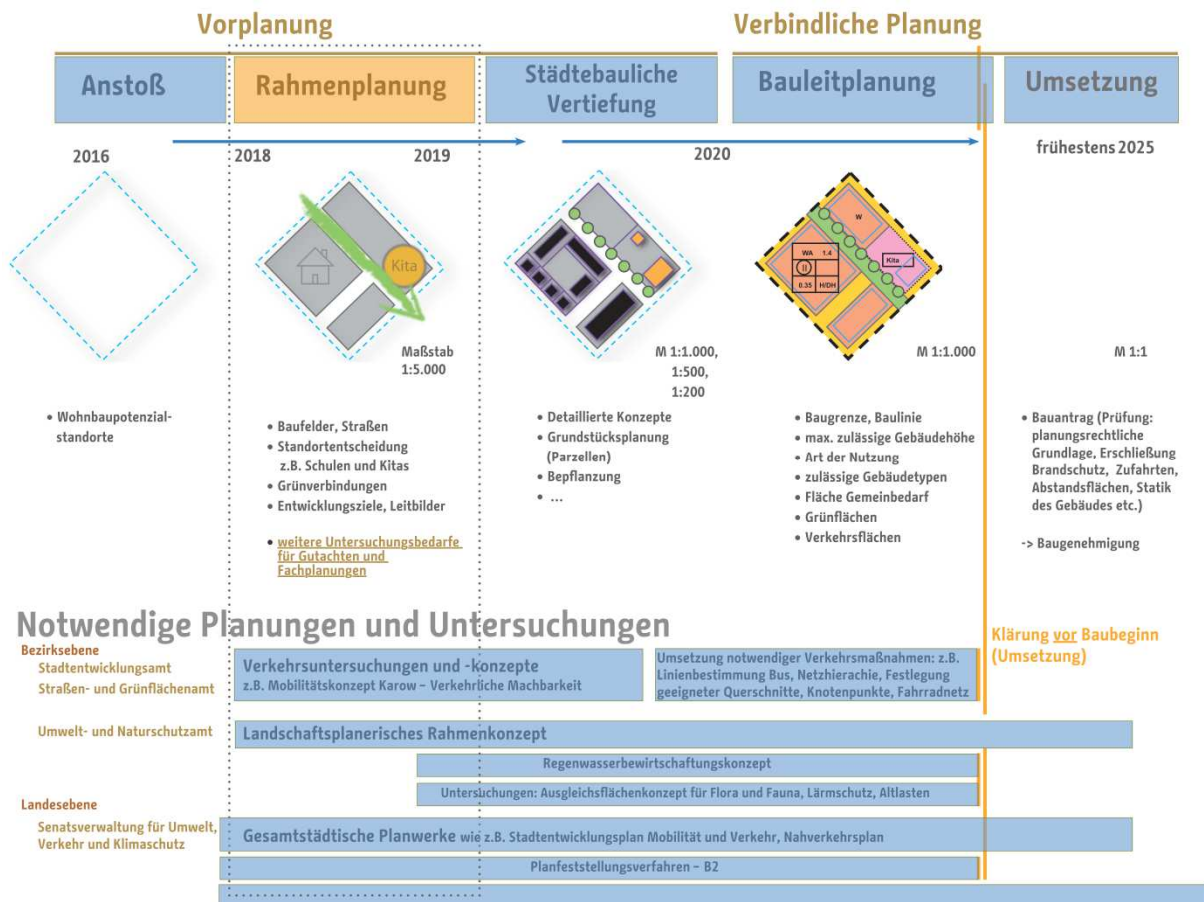 Vorplanung
Verbindliche Planung
Anstoß
Rahmenplanung
Städtebauliche
Vertiefung
Bauleitplanung
Umsetzung
2016
2018
2019
2020
frühestens 2025
Kita
Maßstab
1:5.000
M 1:1.000,
1:500,
1:200
W
WA 1.4
II
0.35 H/DH
Kita
M 1:1.000
M 1:1
• Wohnbaupotenzial-
standorte
• Baufelder, Straßen
• Standortentscheidung
z.B. Schulen und Kitas
• Grünverbindungen
• Entwicklungsziele, Leitbilder
• weitere Untersuchungsbedarfe
für Gutachten und
Fachplanungen
• Detaillierte Konzepte
• Grundstücksplanung
(Parzellen)
• Bepflanzung
• ...
• Baugrenze, Baulinie
• max. zulässige Gebäudehöhe
• Art der Nutzung
• zulässige Gebäudetypen
• Fläche Gemeinbedarf
• Grünflächen
• Verkehrsflächen
• Bauantrag (Prüfung:
planungsrechtliche
Grundlage, Erschließung
Brandschutz, Zufahrten,
Abstandsflächen, Statik
des Gebäudes etc.)
-> Baugenehmigung
Notwendige Planungen und Untersuchungen
Klärung vor Baubeginn
(Umsetzung)
Bezirksebene
Stadtentwicklungsamt
Straßen- und Grünflächenamt
Verkehrsuntersuchungen und -konzepte
z.B. Mobilitätskonzept Karow – Verkehrliche Machbarkeit
Umsetzung notwendiger Verkehrsmaßnahmen: z.B.
Linienbestimmung Bus, Netzhierachie, Festlegung
geeigneter Querschnitte, Knotenpunkte, Fahrradnetz
Umwelt- und Naturschutzamt
Landschaftsplanerisches Rahmenkonzept
Regenwasserbewirtschaftungskonzept
Untersuchungen: Ausgleichsflächenkonzept für Flora und Fauna, Lärmschutz, Altlasten
Landesebene
Senatsverwaltung für Umwelt,
Verkehr und Klimaschutz
Gesamtstädtische Planwerke wie z.B. Stadtentwicklungsplan Mobilität und Verkehr, Nahverkehrsplan
Planfeststellungsverfahren – B2